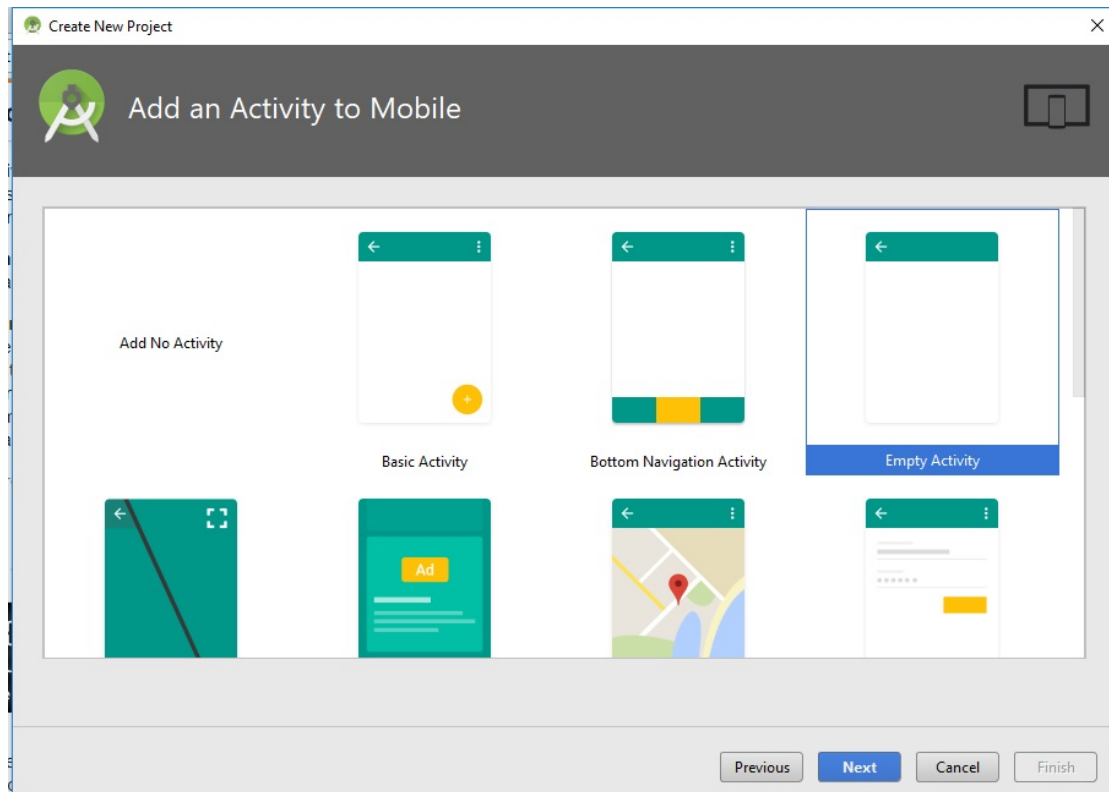 Create New Project
Add an Activity to Mobile
Add No Activity
Basic Activity
Bottom Navigation Activity
Empty Activity
Ad
Previous
Next
Cancel
Finish